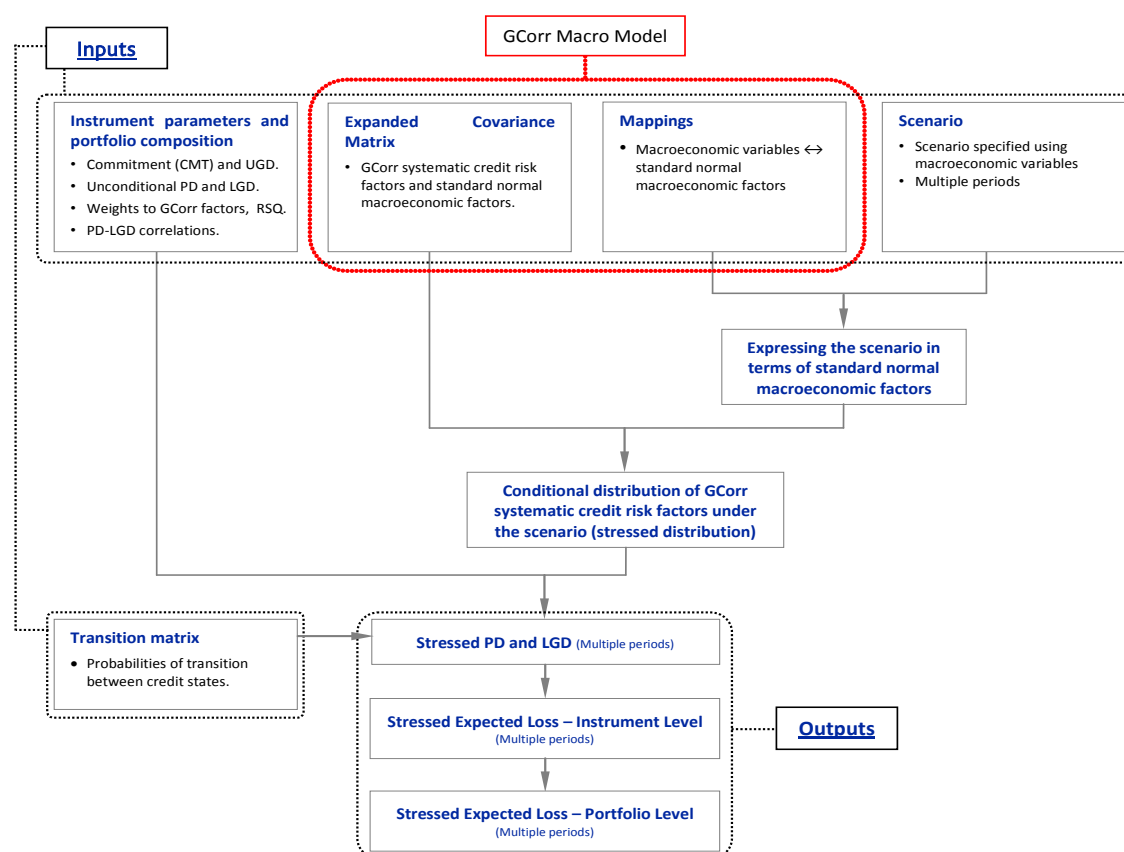 GCorr Macro Model
Inputs
Instrument parameters and
portfolio composition
• Commitment (CMT) and UGD.
• Unconditional PD and LGD.
• Weights to GCorr factors, RSQ.
• PD-LGD correlations.
Expanded Covariance
Matrix
• GCorr systematic credit risk
factors and standard normal
macroeconomic factors.
Mappings
• Macroeconomic variables ↔
standard normal
macroeconomic factors
Scenario
• Scenario specified using
macroeconomic variables
• Multiple periods
Expressing the scenario in
terms of standard normal
macroeconomic factors
Conditional distribution of GCorr
systematic credit risk factors under
the scenario (stressed distribution)
Transition matrix
• Probabilities of transition
between credit states.
Stressed PD and LGD (Multiple periods)
Stressed Expected Loss – Instrument Level
(Multiple periods)
Outputs
Stressed Expected Loss – Portfolio Level
(Multiple periods)